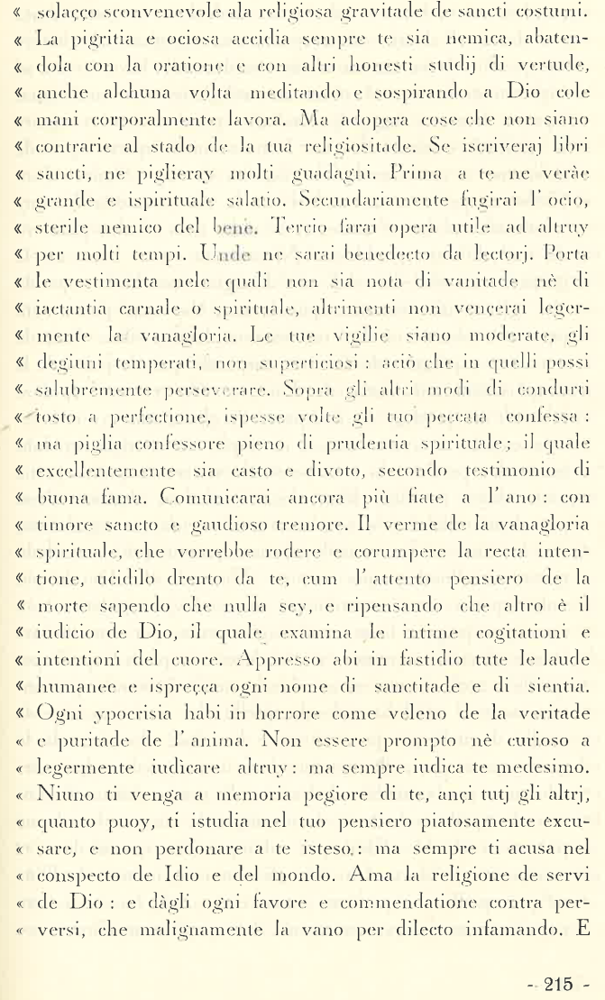 « solaçço sconvenevole ala religiosa gravitade de sancti costumi.
« La pigritia e ociosa accidia sempre te sia nemica, abaten-
« dola con la oratione e con altri honesti studij di vertude,
« anche alchuna volta meditando e sospirando a Dio cole
« mani corporalmente lavora. Ma adopera cose che non siano
« contrarie al stado de la tua religiositade. Se iscriveraj libri
« sancti, ne piglieray molti guadagni. Prima a te ne veràe
« grande e ispirituale salatio. Secundariamente fugirai l' ocio,
« sterile nemico del bene. Tercio farai opera utile ad altruy
« per molti tempi. Unde ne sarai benedecto da lectorj. Porta
« le vestimenta nele quali non sia nota di vanitade nè di
« iactantia carnale o spirituale, altrimenti non vençerai leger-
« mente la vanagloria. Le tue vigilie siano moderate, gli
« degiuni temperati, non superticiosi : aciò che in quelli possi
« salubremente perseverare. Sopra gli altri modi di condurti
« tosto a perfectione, ispesse volte gli tuo peccata confessa :
« ma piglia confessore pieno di prudentia spirituale; il quale
« excellentemente sia casto e divoto, secondo testimonio di
« buona fama. Comunicarai ancora più fiate a l' ano : con
« timore sancto e gaudioso tremore. Il verme de la vanagloria
« spirituale, che vorrebbe rodere e corumpere la recta inten-
« tione, ucidilo drento da te, cum l' attento pensiero de la
« morte sapendo che nulla sey, e ripensando che altro è il
« iudicio de Dio, il quale examina le intime cogitationi e
« intentioni del cuore. Appresso abi in fastidio tute le laude
« humanee e ispreçça ogni nome di sanctitade e di sientia.
« Ogni ypocrisia habi in horrore come veleno de la veritade
« e puritade de l' anima. Non essere prompto nè curioso a
« legermente iudicare altruy : ma sempre iudica te medesimo.
« Niuno ti venga a memoria pegiore di te, ançi tutj gli altrj,
« quanto puoy, ti istudia nel tuo pensiero piatosamente excu-
« sare, e non perdonare a te isteso, : ma sempre ti acusa nel
« conspecto de Idio e del mondo. Ama la religione de servi
« de Dio : e dàgli ogni favore e commendatione contra per-
« versi, che malignamente la vano per dilecto infamando. E
- 215 -